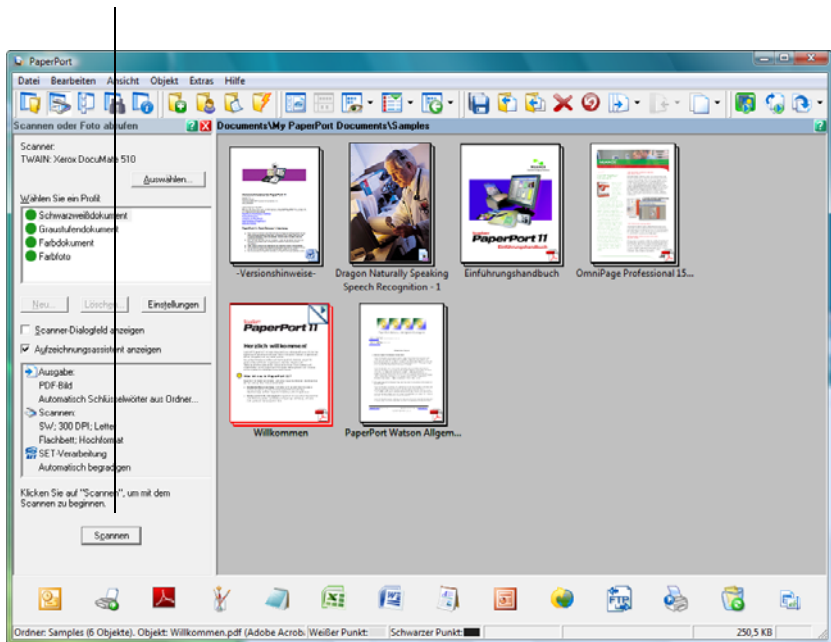 PaperPort
Datei Bearbeiten Ansicht Objekt Extras Hilfe
Scannen oder Foto abrufen
Documents\My PaperPort Documents\Samples
Scanner:
TWAIN: Xerox DocuMate 510
Auswählen...
Wählen Sie ein Profil:
Schwarzweißdokument
Graustufendokument
Farbdokument
Farbfoto
Neu...
Löschen...
Einstellungen
Scanner-Dialogfeld anzeigen
Aufzeichnungsassistent anzeigen
Ausgabe:
PDF-Bild
Automatisch Schlüsselwörter aus Ordner...
Scannen:
SW; 300 DPI; Letter
Flachbett; Hochformat
SET-Verarbeitung
Automatisch begradigen
Klicken Sie auf "Scannen", um mit dem
Scannen zu beginnen.
Scannen
-Versionshinweise-
Dragon Naturally Speaking
Speech Recognition - 1
PaperPort 11
Einführungshandbuch
Einführungshandbuch
OmniPage Professional 15...
PaperPort 11
Herzlich willkommen!
Willkommen
PaperPort Watson Allgem...
FTP
Ordner: Samples (6 Objekte). Objekt: Willkommen.pdf (Adobe Acrob. Weißer Punkt: Schwarzer Punkt: 250,5 KB